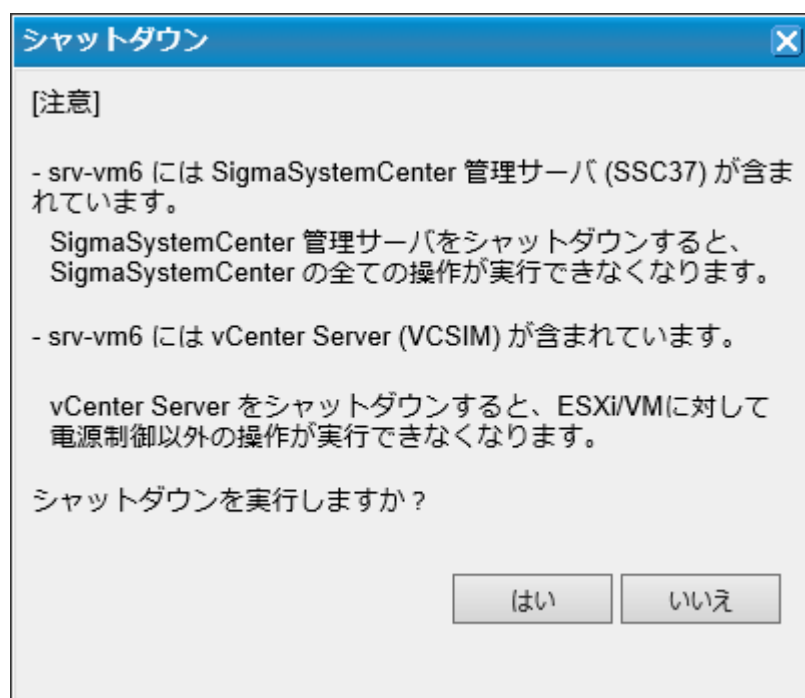 シャットダウン
[注意]
- srv-vm6 には SigmaSystemCenter 管理サーバ (SSC37) が含ま
れています。
SigmaSystemCenter 管理サーバをシャットダウンすると、
SigmaSystemCenter の全ての操作が実行できなくなります。
- srv-vm6 には vCenter Server (VCSIM) が含まれています。
vCenter Server をシャットダウンすると、ESXi/VMに対して
電源制御以外の操作が実行できなくなります。
シャットダウンを実行しますか？
はい
いいえ